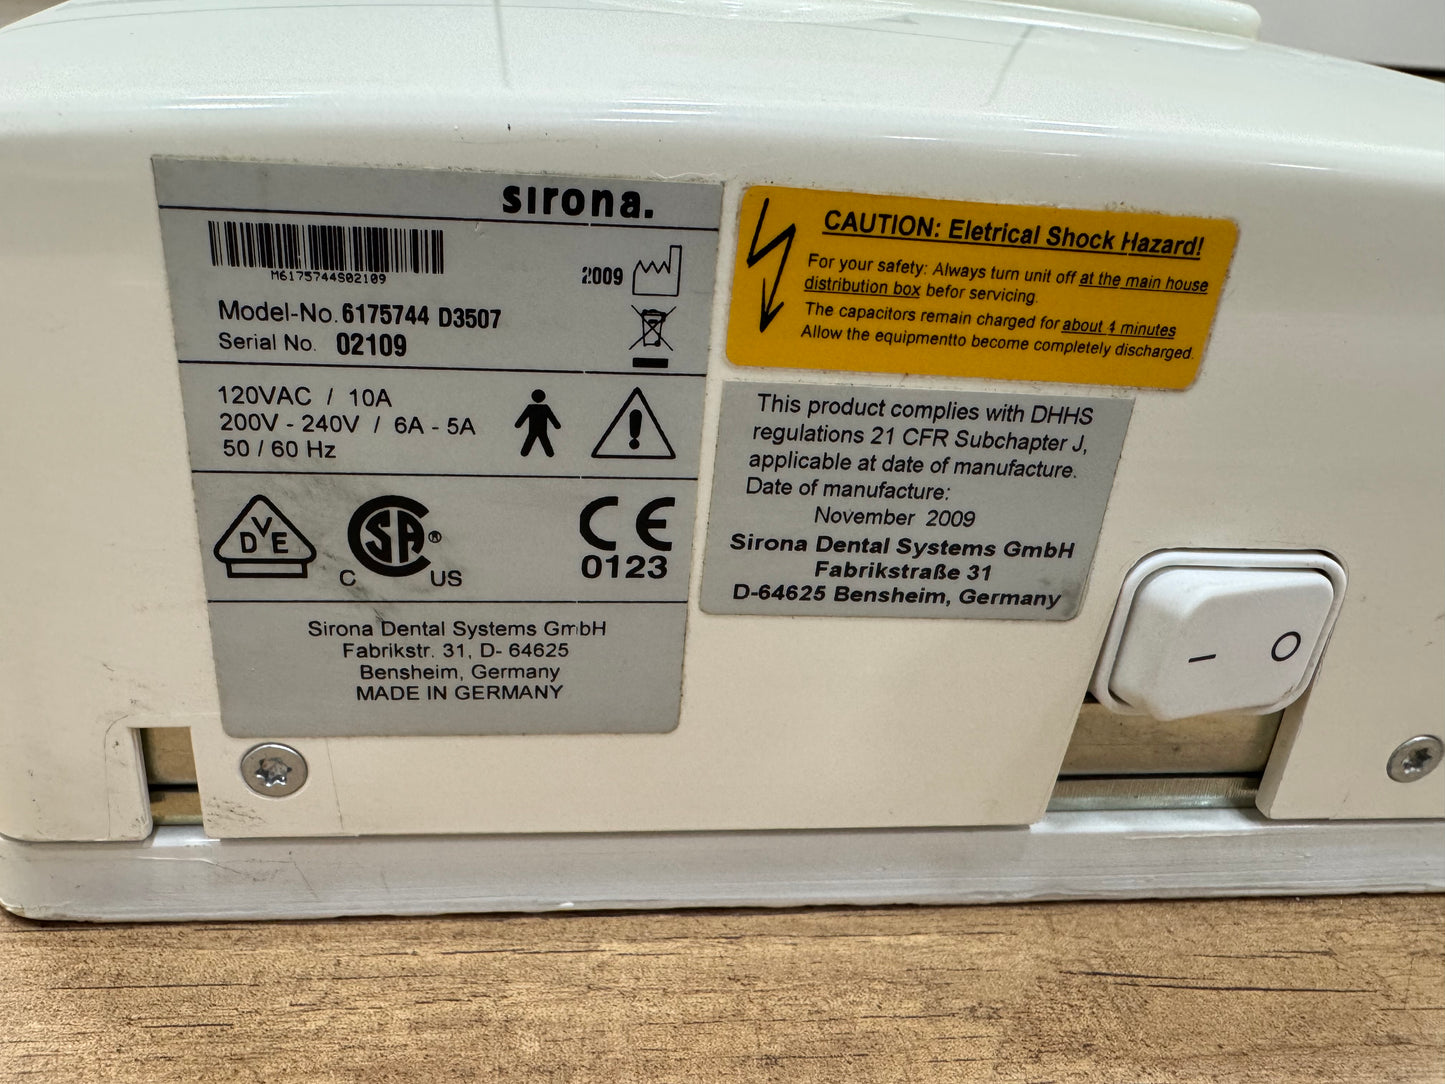 sirona.
M6175744S02109
2009
Model-No. 6175744 D3507
Serial No. 02109
120VAC / 10A
200V - 240V / 6A - 5A
50 / 60 Hz
DVE
SA®
C US
CE
0123
Sirona Dental Systems GmbH
Fabrikstr. 31, D- 64625
Bensheim, Germany
MADE IN GERMANY
CAUTION: Eletrical Shock Hazard!
For your safety: Always turn unit off at the main house
distribution box befor servicing.
The capacitors remain charged for about 4 minutes
Allow the equipmentto become completely discharged.
This product complies with DHHS
regulations 21 CFR Subchapter J,
applicable at date of manufacture.
Date of manufacture:
November 2009
Sirona Dental Systems GmbH
Fabrikstraße 31
D-64625 Bensheim, Germany
I O